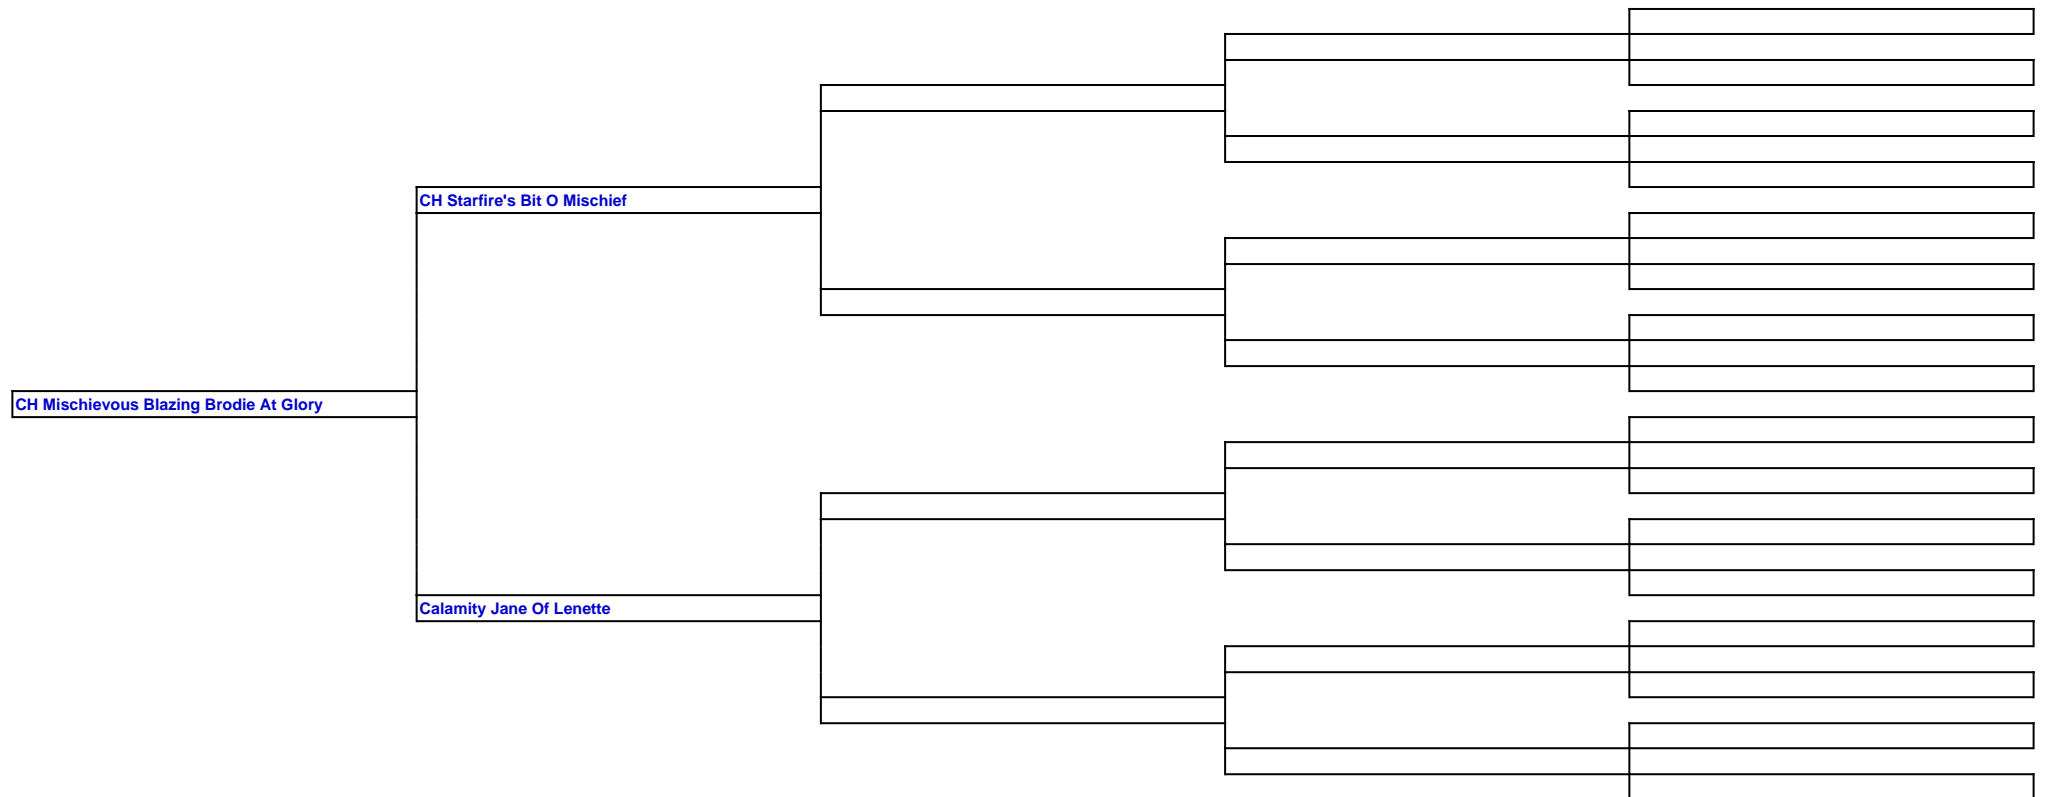 CH Starfire's Bit O Mischief
CH Mischievous Blazing Brodie At Glory
Calamity Jane Of Lenette